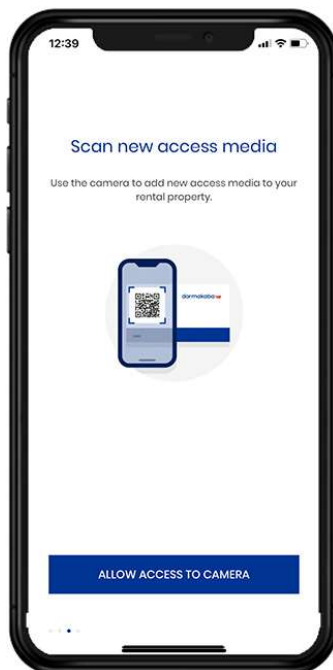 12:39
Scan new access media
Use the camera to add new access media to your
rental property.
dormakaba
ALLOW ACCESS TO CAMERA